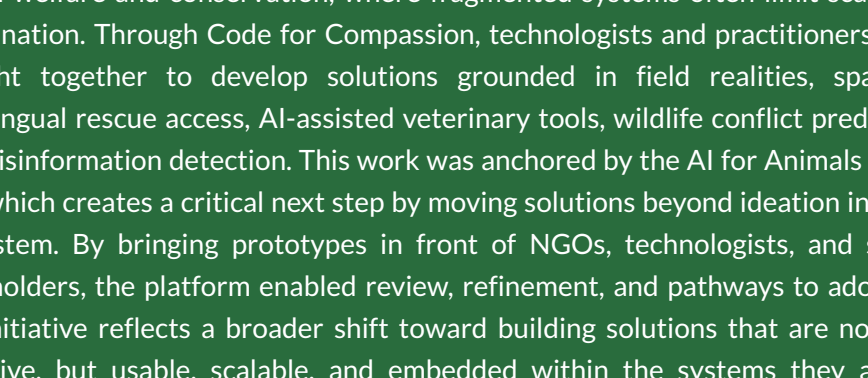 welfare and conservation, where fragmented systems often limit
nation. Through Code for Compassion, technologists and practitioners
ht together to develop solutions grounded in field realities, spa
ngual rescue access, AI-assisted veterinary tools, wildlife conflict pred
isinformation detection. This work was anchored by the AI for Animals
which creates a critical next step by moving solutions beyond ideation in
stem. By bringing prototypes in front of NGOs, technologists, and s
holders, the platform enabled review, refinement, and pathways to ado
nitiative reflects a broader shift toward building solutions that are no
ive, but usable, scalable, and embedded within the systems they a